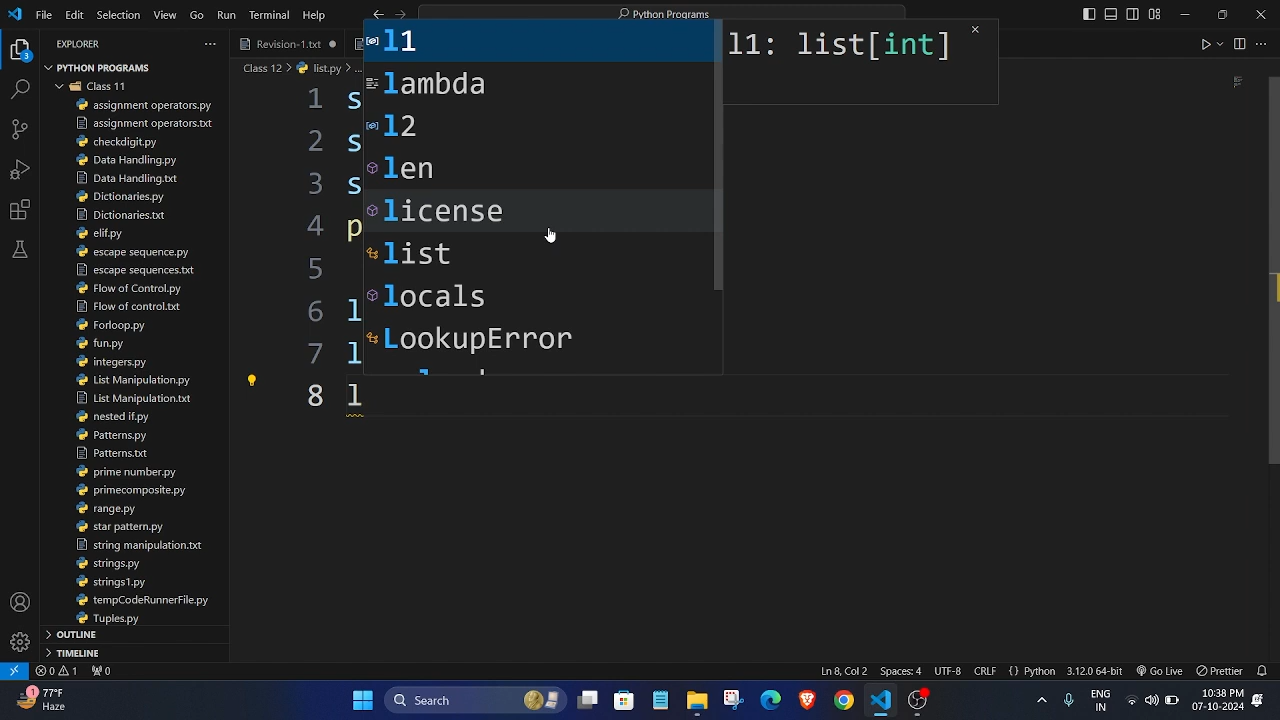 File Edit Selection View Go Run Terminal Help
Python Programs
EXPLORER
PYTHON PROGRAMS
Class 11
assignment operators.py
assignment operators.txt
checkdigit.py
Data Handling.py
Data Handling.txt
Dictionaries.py
Dictionaries.txt
elif.py
escape sequence.py
escape sequences.txt
Flow of Control.py
Flow of control.txt
Forloop.py
fun.py
integers.py
List Manipulation.py
List Manipulation.txt
nested if.py
Patterns.py
Patterns.txt
prime number.py
primecomposite.py
range.py
star pattern.py
string manipulation.txt
strings.py
strings1.py
tempCodeRunnerFile.py
Tuples.py
OUTLINE
TIMELINE
3
Revision-1.txt
Class 12 > list.py > ...
1 s
2 s
3 s
4 p
5
6 l
7 l
8 l
l1
lambda
l2
len
license
list
locals
LookupError
l1: list[int]
0 1 0
Ln 8, Col 2 Spaces: 4 UTF-8 CRLF {} Python 3.12.0 64-bit Go Live Prettier
1 77°F
Haze
Search
ENG
IN
10:38 PM
07-10-2024